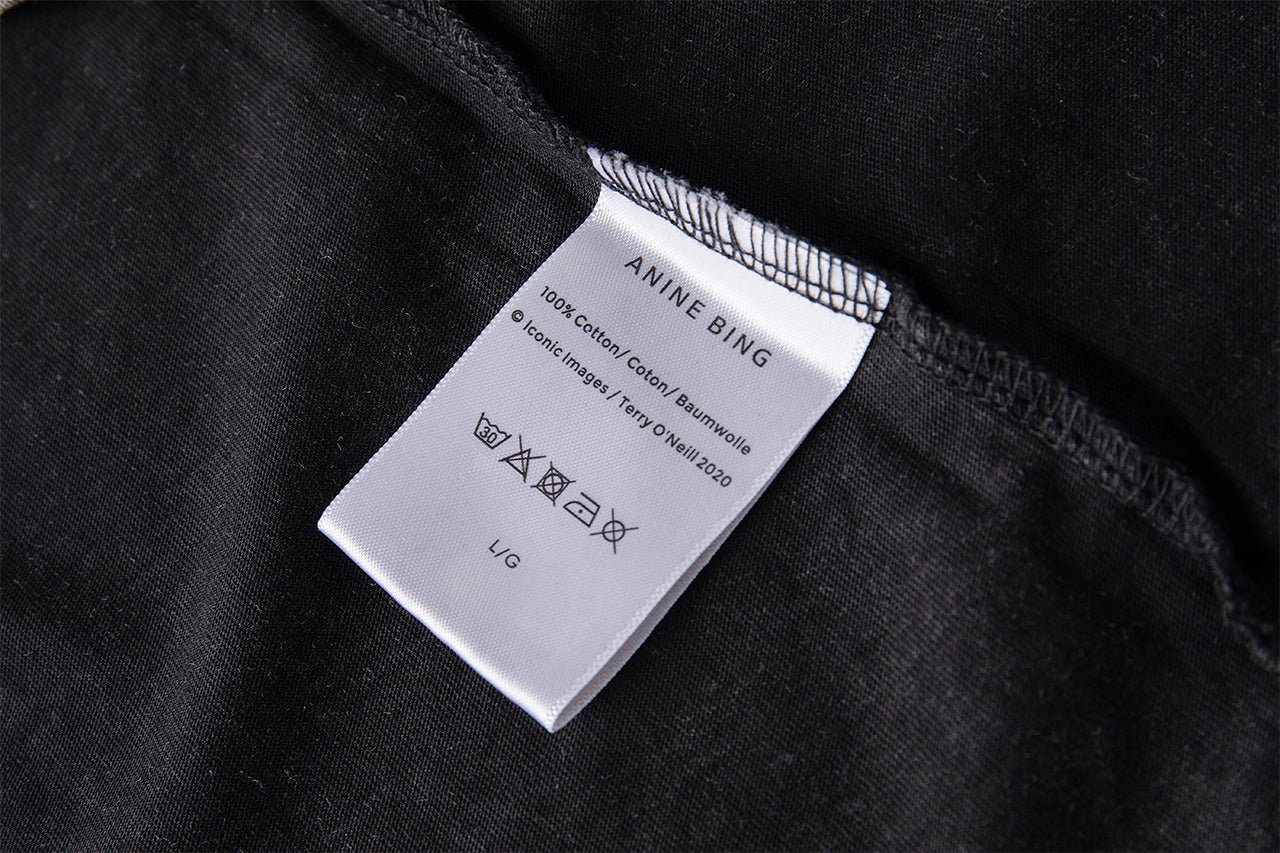 ANINE BING
100% Cotton/ Coton/ Baumwolle
© Iconic Images / Terry O'Neill 2020
30
L/G